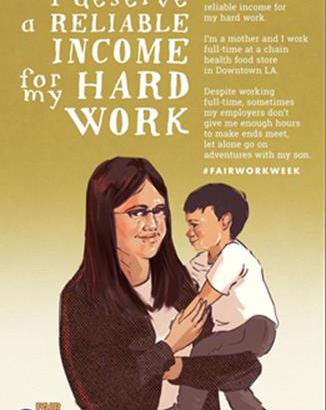 I deserve
a RELIABLE
INCOME
for my HARD
WORK
reliable income for
my hard work.
I'm a mother and I work
full-time at a chain
health food store
in Downtown LA.
Despite working
full-time, sometimes
my employers don't
give me enough hours
to make ends meet,
let alone go on
adventures with my son.
#FAIRWORKWEEK
FAIR